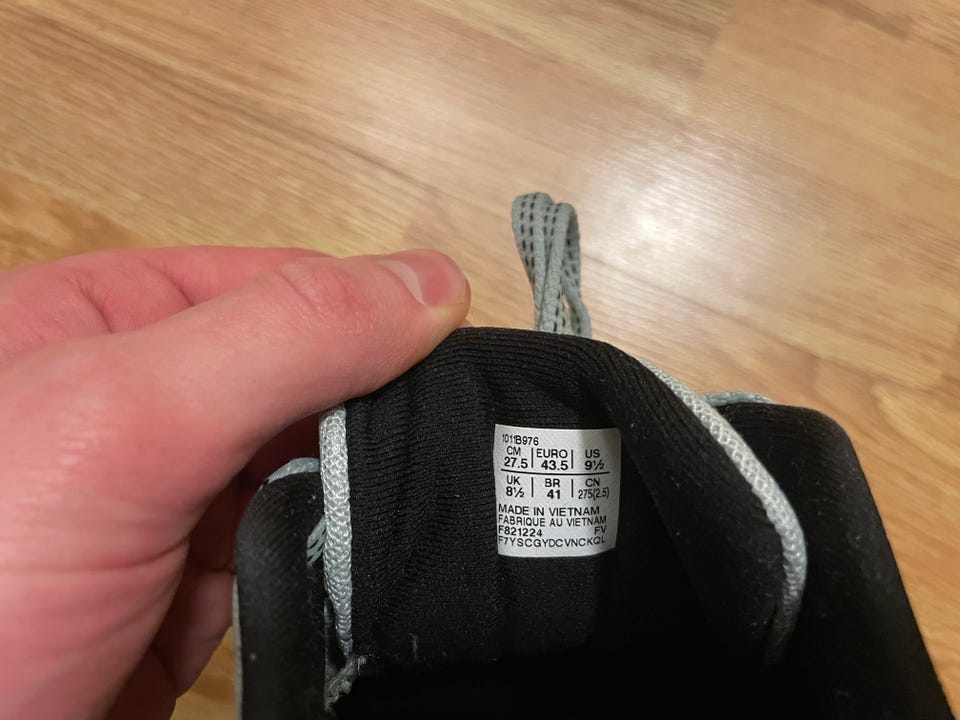 1011B976
CM EURO US
27.5 43.5 9½
UK BR CN
8½ 41 275(2.5)
MADE IN VIETNAM
FABRIQUE AU VIETNAM
F821224 FV
F7YSCGYDCVNCKQL